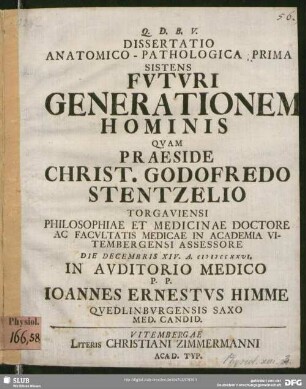 56.
Q. D. B. V.
DISSERTATIO
ANATOMICO - PATHOLOGICA PRIMA
SISTENS
FVTVRI
GENERATIONEM
HOMINIS
QVAM
PRAESIDE
CHRIST. GODOFREDO
STENTZELIO
TORGAVIENSI
PHILOSOPHIAE ET MEDICINAE DOCTORE
AC FACVLTATIS MEDICAE IN ACADEMIA VI-
TEMBERGENSI ASSESSORE
DIE DECEMBRIS XIV. A. CIƆIƆCCXXVI.
IN AVDITORIO MEDICO
P. P.
IOANNES ERNESTVS HIMME
QVEDLINBVRGENSIS SAXO
MED. CANDID.
VITEMBERGAE
LITERIS CHRISTIANI ZIMMERMANNI
ACAD. TYP.
Physiol.
166,58
SLUB